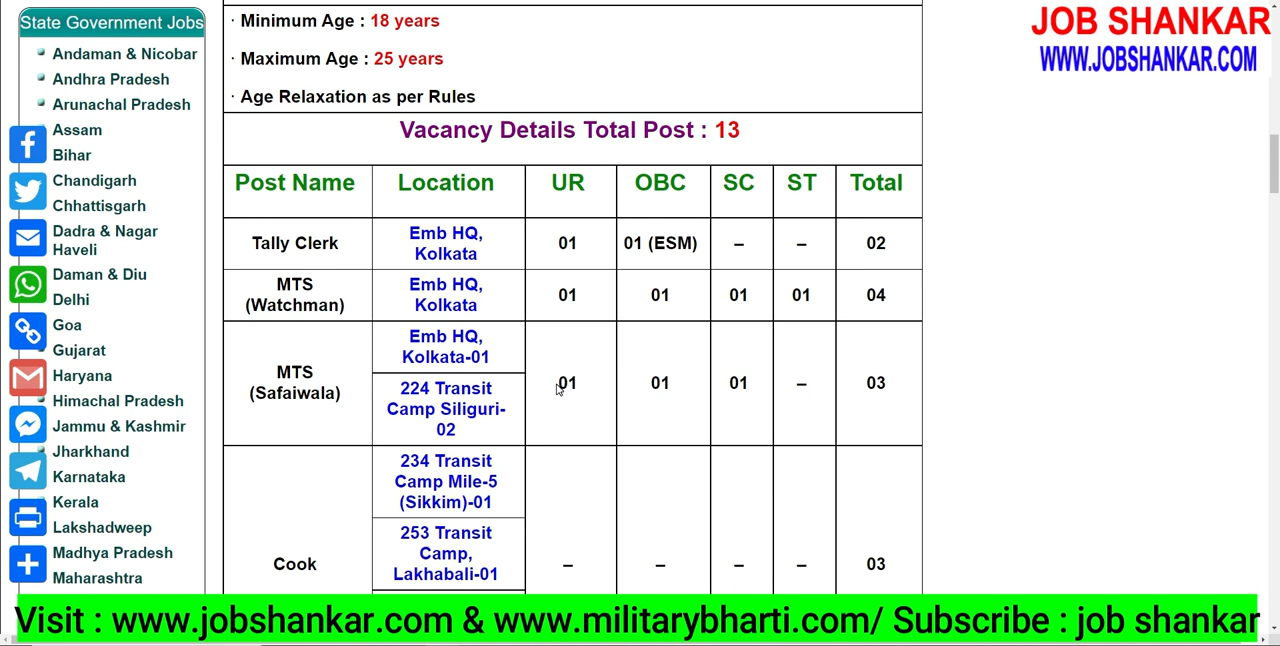 State Government Jobs
Andaman & Nicobar
Andhra Pradesh
Arunachal Pradesh
Assam
Bihar
Chandigarh
Chhattisgarh
Dadra & Nagar
Haveli
Daman & Diu
Delhi
Goa
Gujarat
Haryana
Himachal Pradesh
Jammu & Kashmir
Jharkhand
Karnataka
Kerala
Lakshadweep
Madhya Pradesh
Maharashtra
· Minimum Age : 18 years
· Maximum Age : 25 years
· Age Relaxation as per Rules
Vacancy Details Total Post : 13
Post Name Location UR OBC SC ST Total
Tally Clerk Emb HQ, Kolkata 01 01 (ESM) – – 02
MTS (Watchman) Emb HQ, Kolkata 01 01 01 01 04
MTS (Safaiwala) Emb HQ, Kolkata-01 01 01 01 – 03
224 Transit
Camp Siliguri-
02
Cook 234 Transit Camp Mile-5 (Sikkim)-01 – – – – 03
253 Transit
Camp,
Lakhabali-01
JOB SHANKAR
WWW.JOBSHANKAR.COM
Visit : www.jobshankar.com & www.militarybharti.com/ Subscribe : job shankar